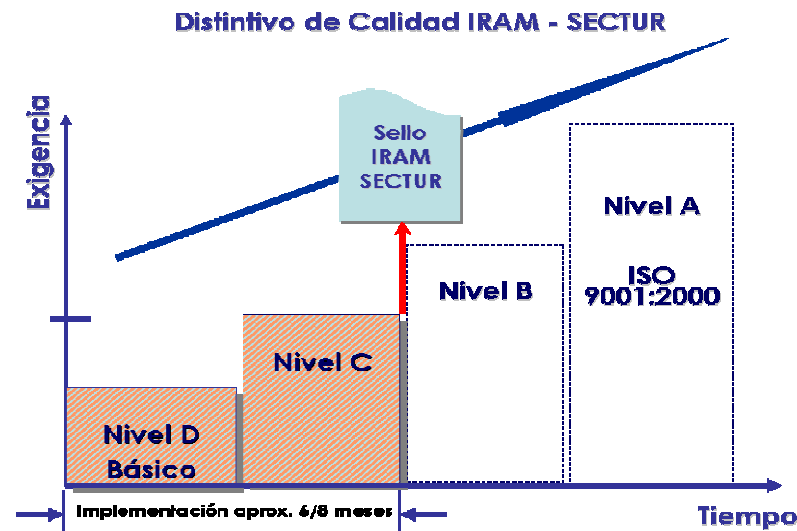 Distintivo de Calidad IRAM - SECTUR
Exigencia
Sello
IRAM
SECTUR
Nivel A
ISO
9001:2000
Nivel B
Nivel C
Nivel D
Básico
Implementación aprox. 6/8 meses
Tiempo